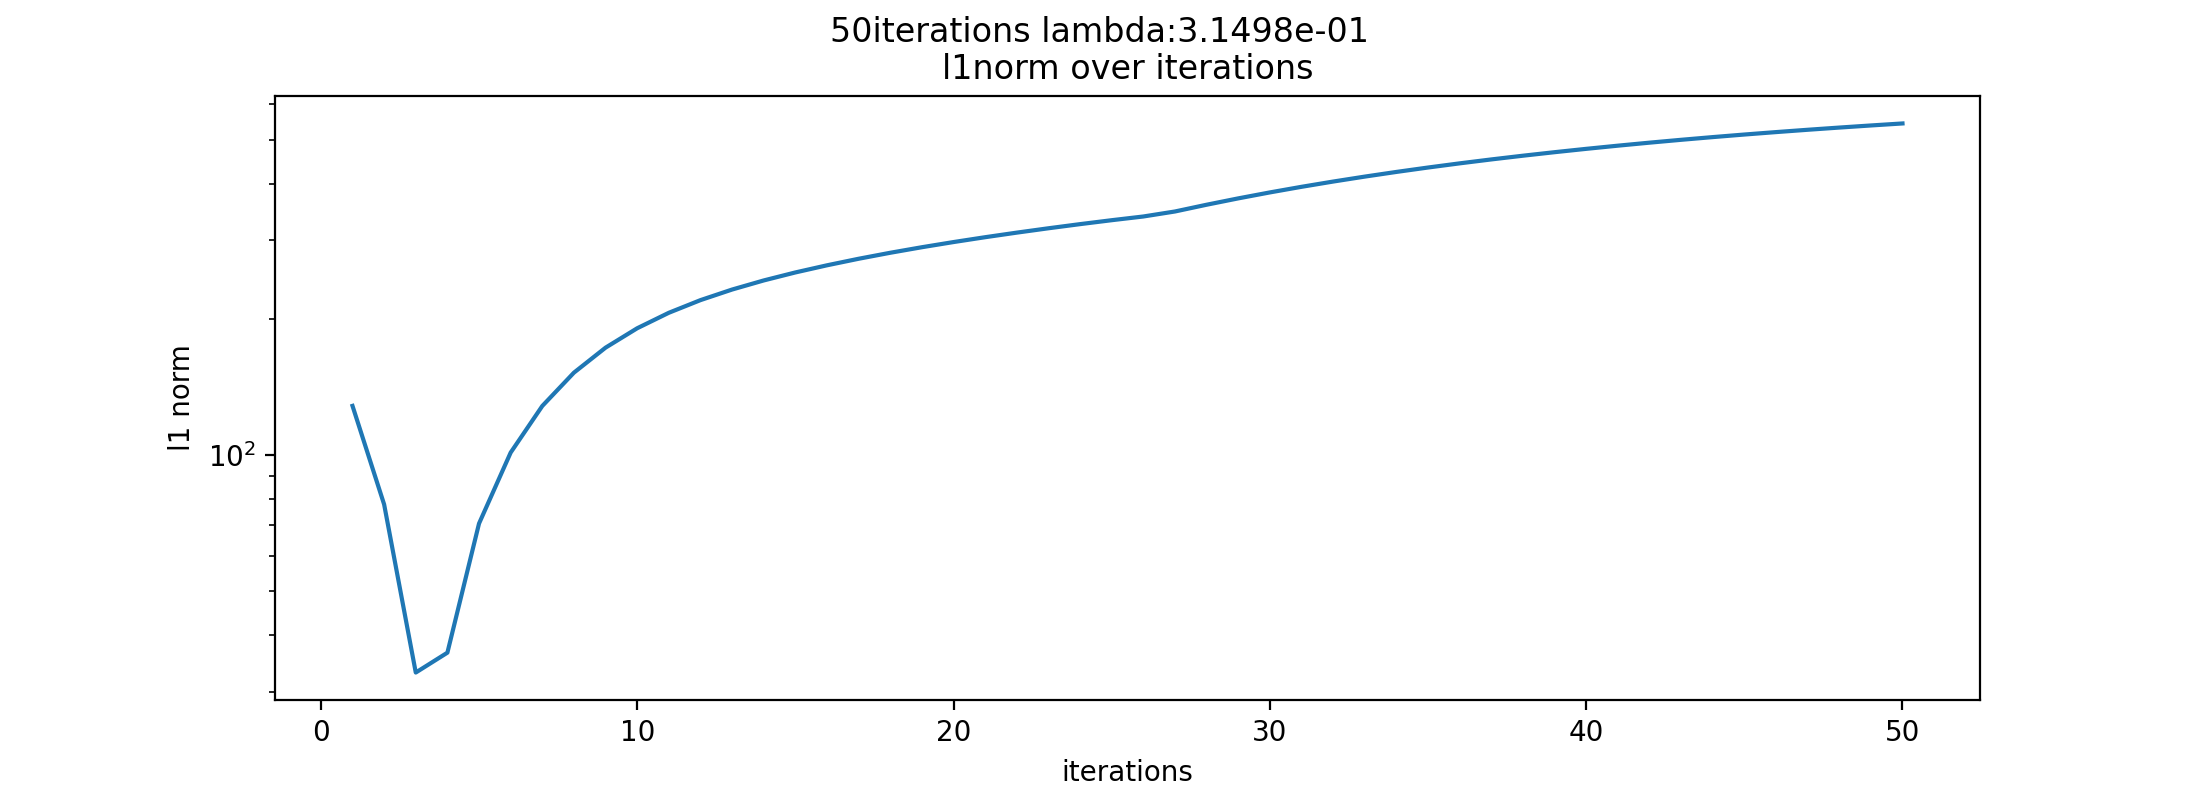 50iterations lambda:3.1498e-01
l1norm over iterations
l1 norm
10²
0 10 20 30 40 50
iterations